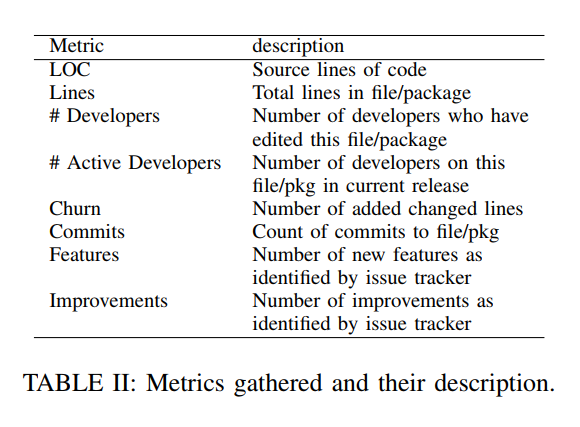 Metric description
LOC Source lines of code
Lines Total lines in file/package
# Developers Number of developers who have
edited this file/package
# Active Developers Number of developers on this
file/pkg in current release
Churn Number of added changed lines
Commits Count of commits to file/pkg
Features Number of new features as
identified by issue tracker
Improvements Number of improvements as
identified by issue tracker
TABLE II: Metrics gathered and their description.